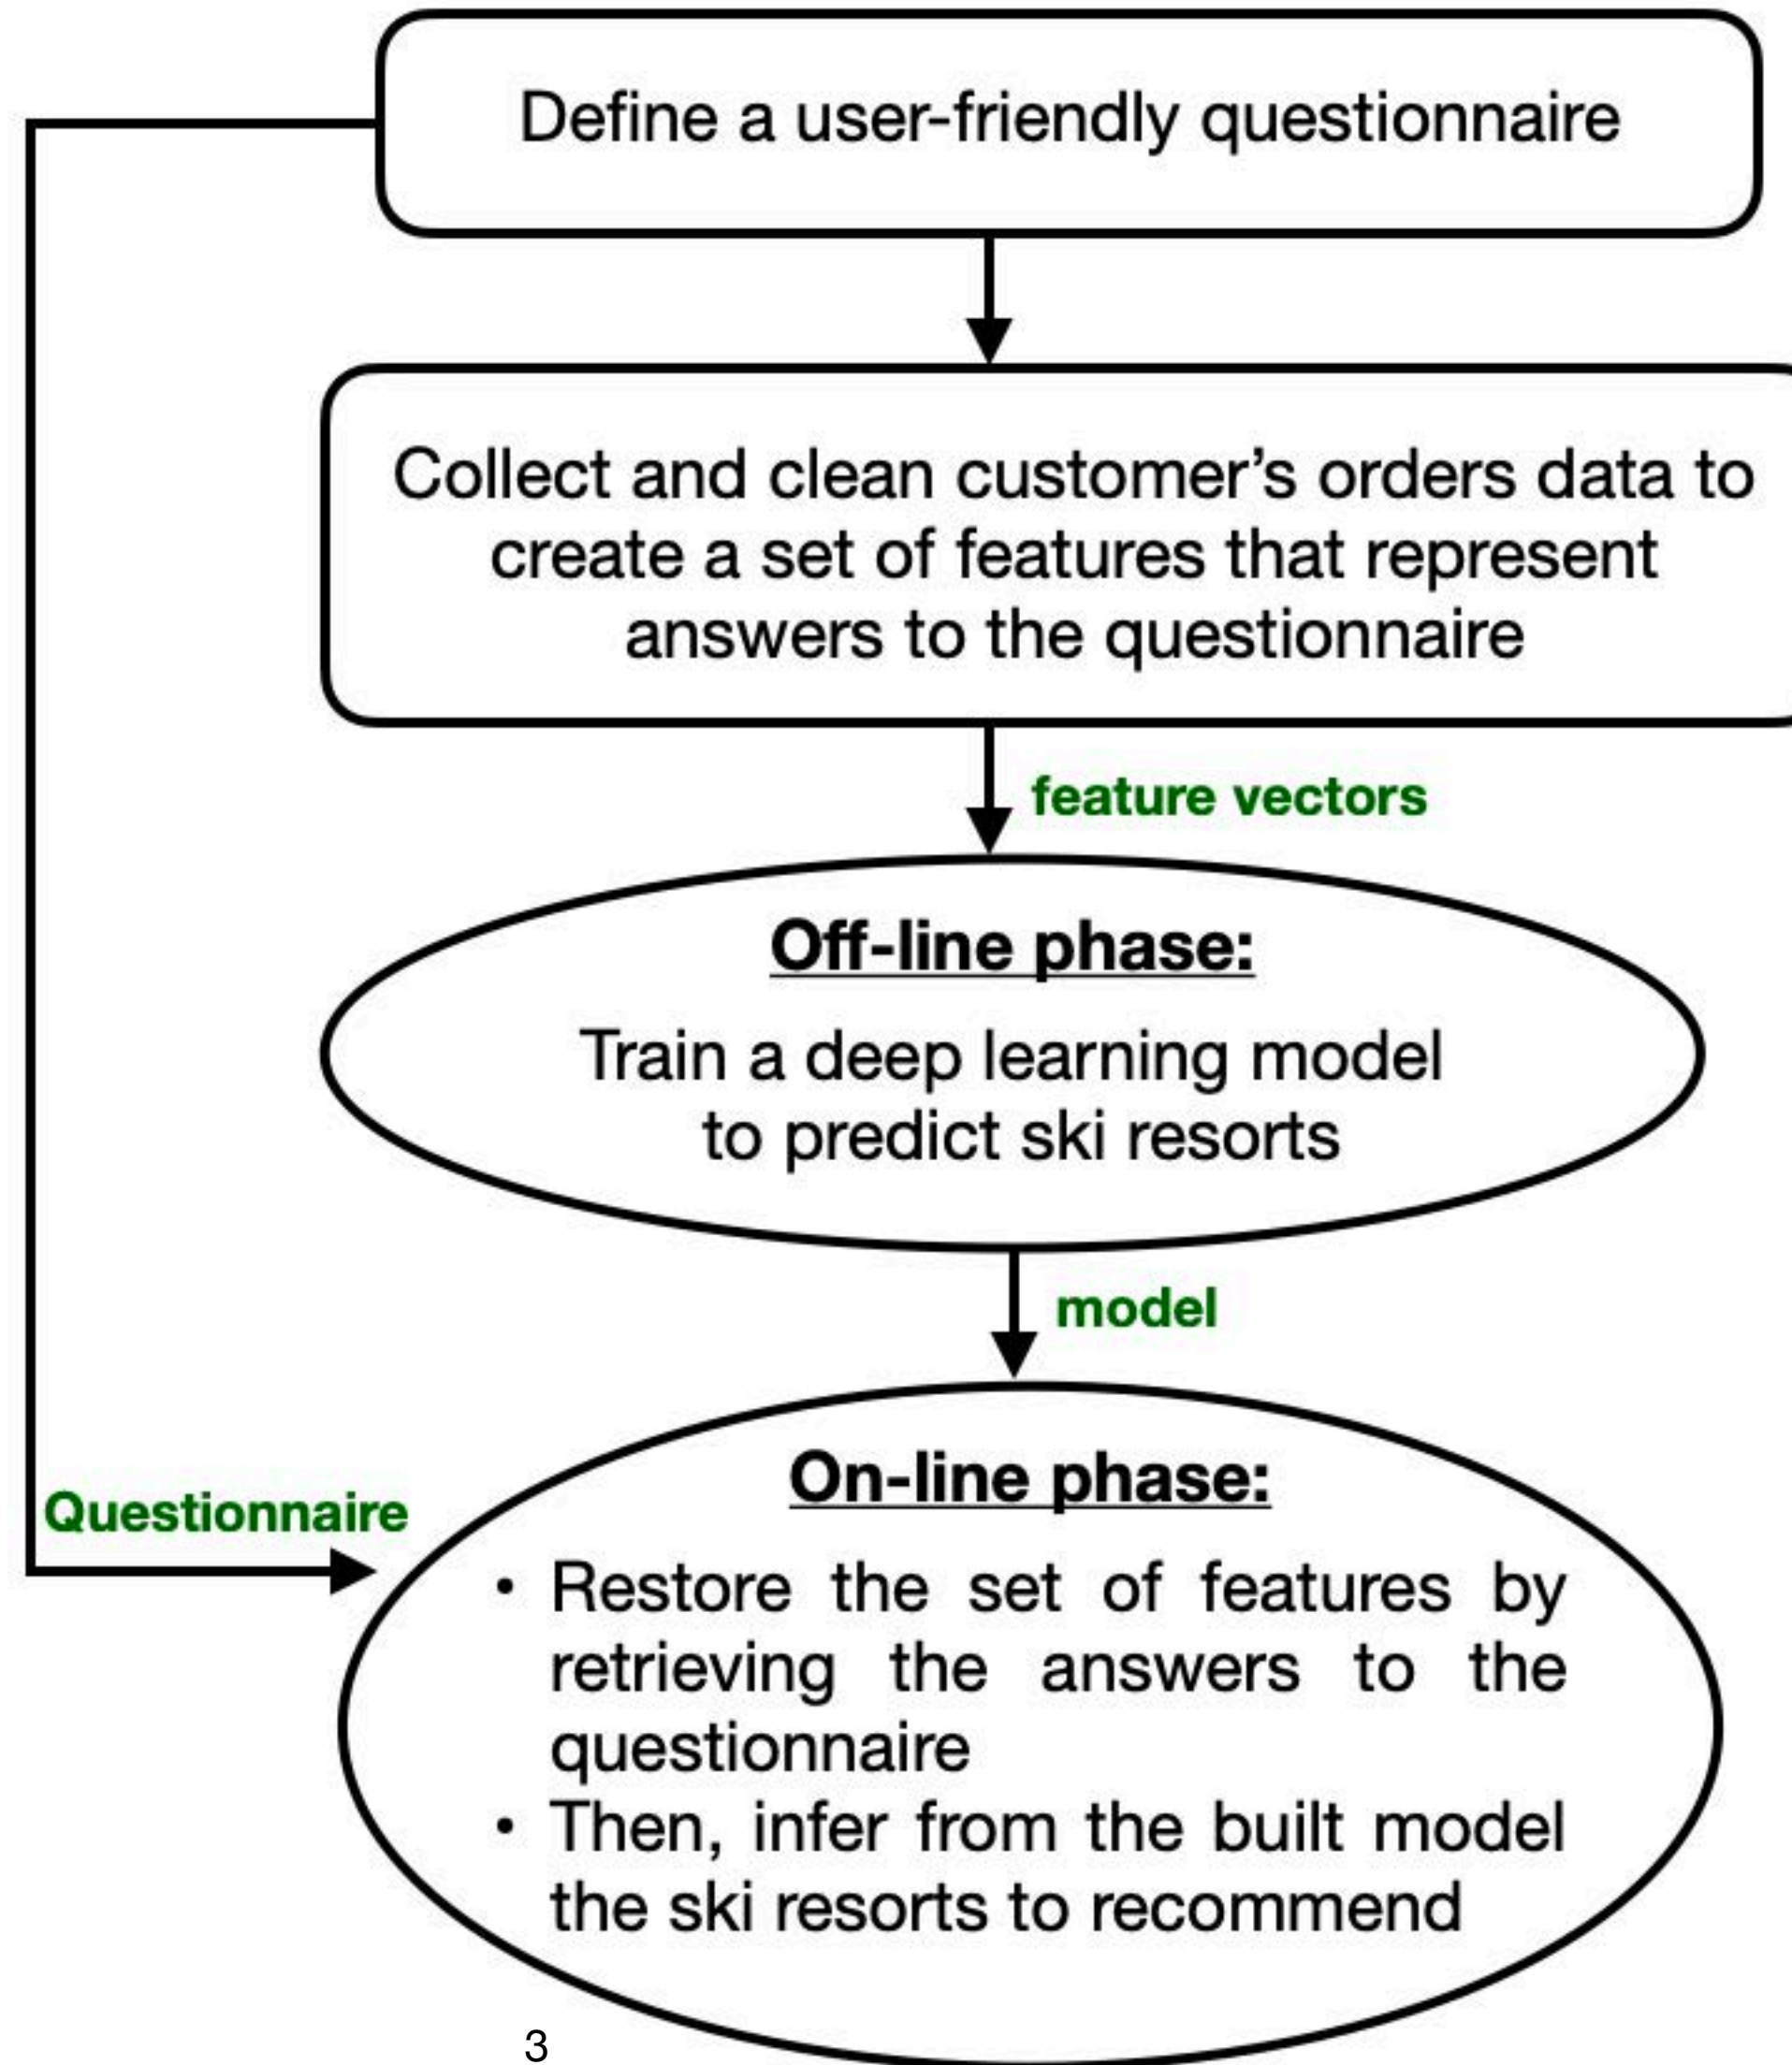 Define a user-friendly questionnaire
Collect and clean customer’s orders data to
create a set of features that represent
answers to the questionnaire
feature vectors
Off-line phase:
Train a deep learning model
to predict ski resorts
model
Questionnaire
On-line phase:
• Restore the set of features by
retrieving the answers to the
questionnaire
• Then, infer from the built model
the ski resorts to recommend
3